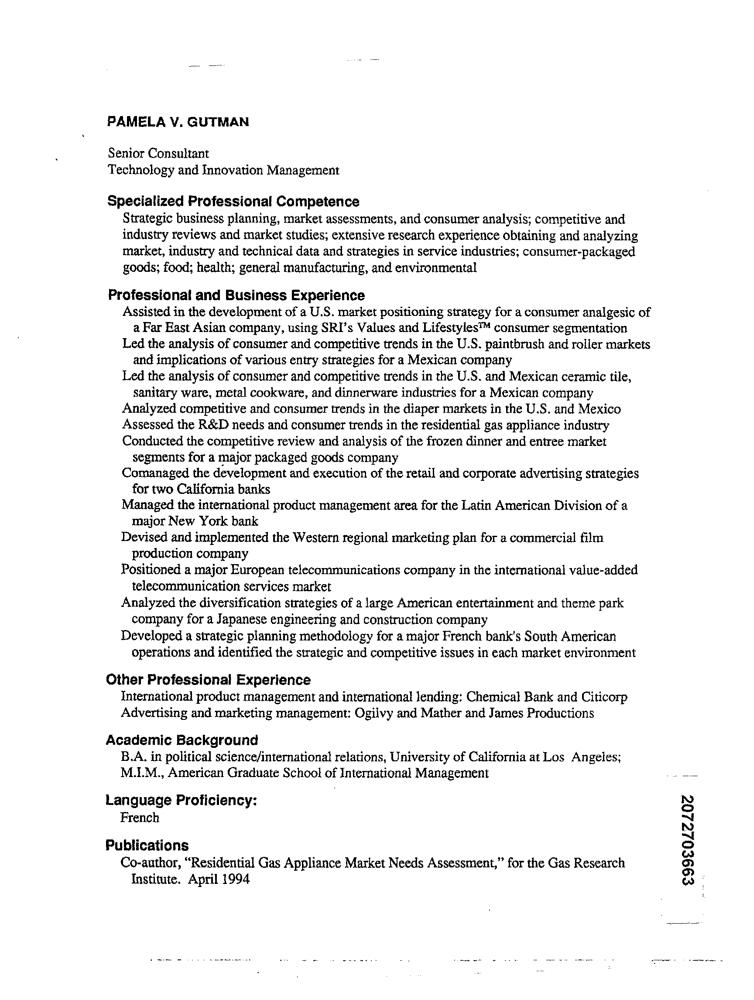 PAMELA V. GUTMAN
Senior Consultant
Technology and Innovation Management
Specialized Professional Competence
Strategic business planning, market assessments, and consumer analysis; competitive and
industry reviews and market studies; extensive research experience obtaining and analyzing
market, industry and technical data and strategies in service industries; consumer-packaged
goods; food; health; general manufacturing, and environmental
Professional and Business Experience
Assisted in the development of a U.S. market positioning strategy for a consumer analgesic of
a Far East Asian company, using SRI's Values and Lifestyles™ consumer segmentation
Led the analysis of consumer and competitive trends in the U.S. paintbrush and roller markets
and implications of various entry strategies for a Mexican company
Led the analysis of consumer and competitive trends in the U.S. and Mexican ceramic tile,
sanitary ware, metal cookware, and dinnerware industries for a Mexican company
Analyzed competitive and consumer trends in the diaper markets in the U.S. and Mexico
Assessed the R&D needs and consumer trends in the residential gas appliance industry
Conducted the competitive review and analysis of the frozen dinner and entree market
segments for a major packaged goods company
Comanaged the development and execution of the retail and corporate advertising strategies
for two California banks
Managed the international product management area for the Latin American Division of a
major New York bank
Devised and implemented the Western regional marketing plan for a commercial film
production company
Positioned a major European telecommunications company in the international value-added
telecommunication services market
Analyzed the diversification strategies of a large American entertainment and theme park
company for a Japanese engineering and construction company
Developed a strategic planning methodology for a major French bank's South American
operations and identified the strategic and competitive issues in each market environment
Other Professional Experience
International product management and international lending: Chemical Bank and Citicorp
Advertising and marketing management: Ogilvy and Mather and James Productions
Academic Background
B.A. in political science/international relations, University of California at Los Angeles;
M.I.M., American Graduate School of International Management
Language Proficiency:
French
Publications
Co-author, "Residential Gas Appliance Market Needs Assessment," for the Gas Research
Institute. April 1994
2072703663